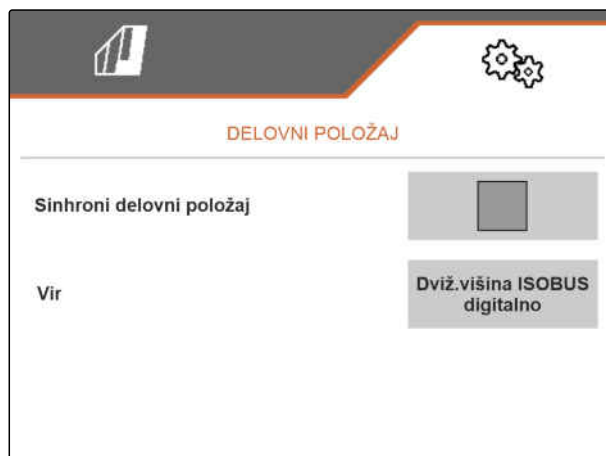 DELOVNI POLOŽAJ
Sinhroni delovni položaj
Vir
Dviž.višina ISOBUS
digitalno